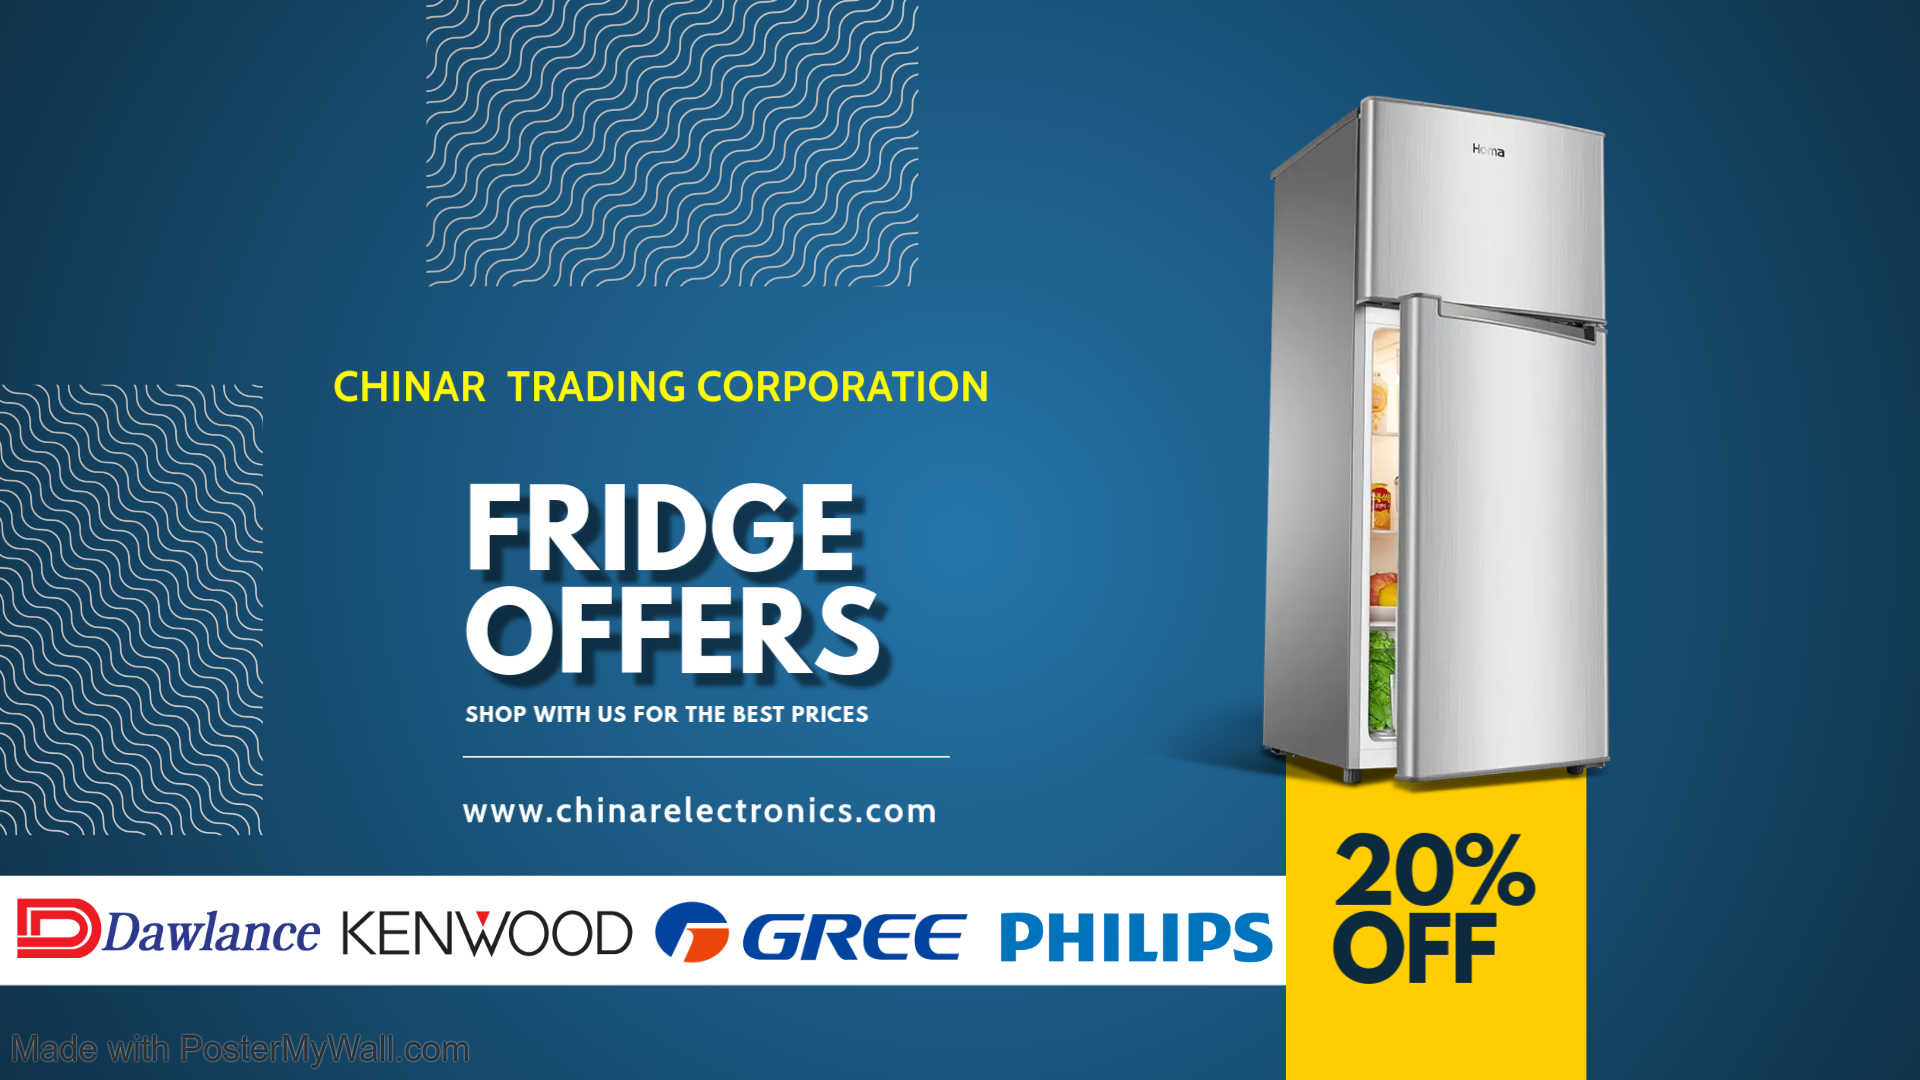 Homa
CHINAR TRADING CORPORATION
FRIDGE
OFFERS
SHOP WITH US FOR THE BEST PRICES
www.chinarelectronics.com
Dawlance KENWOOD GREE PHILIPS
20%
OFF
Made with PosterMyWall.com